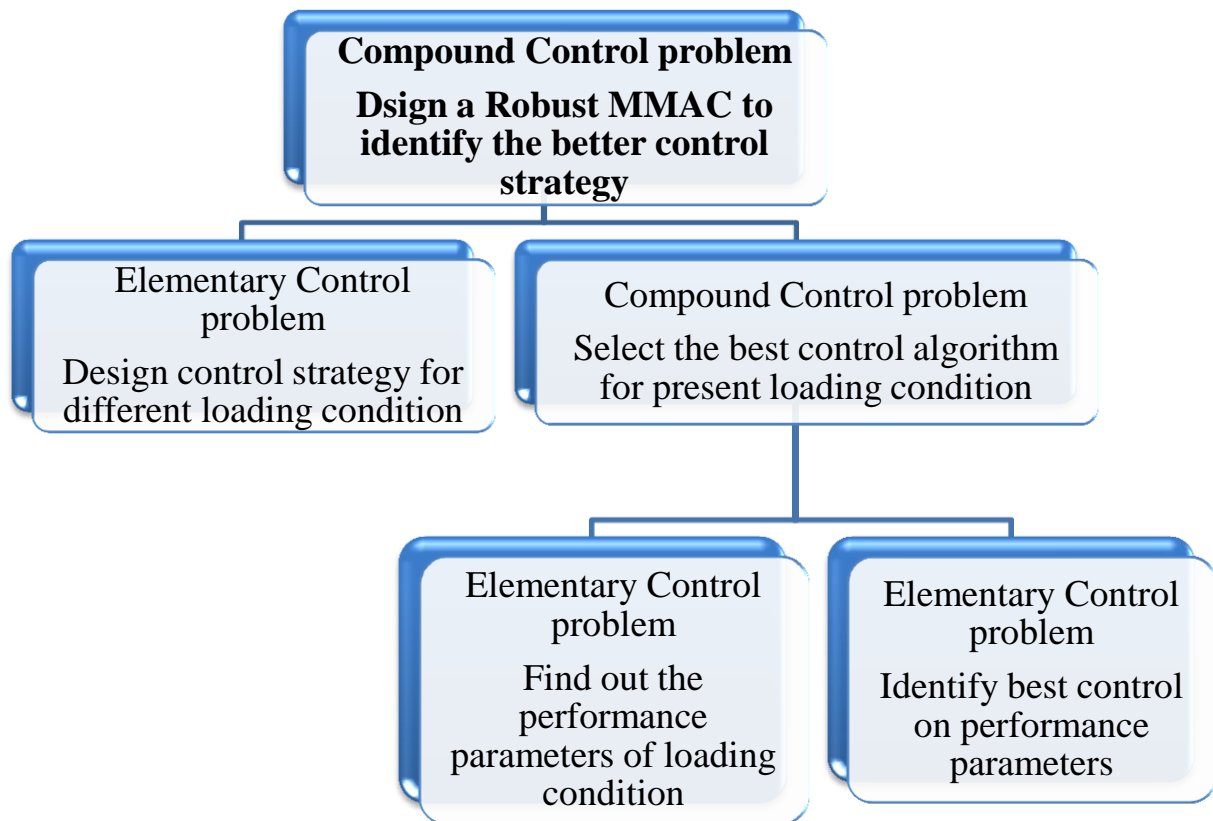 Compound Control problem
Dsign a Robust MMAC to
identify the better control
strategy
Elementary Control
problem
Design control strategy for
different loading condition
Compound Control problem
Select the best control algorithm
for present loading condition
Elementary Control
problem
Find out the
performance
parameters of loading
condition
Elementary Control
problem
Identify best control
on performance
parameters